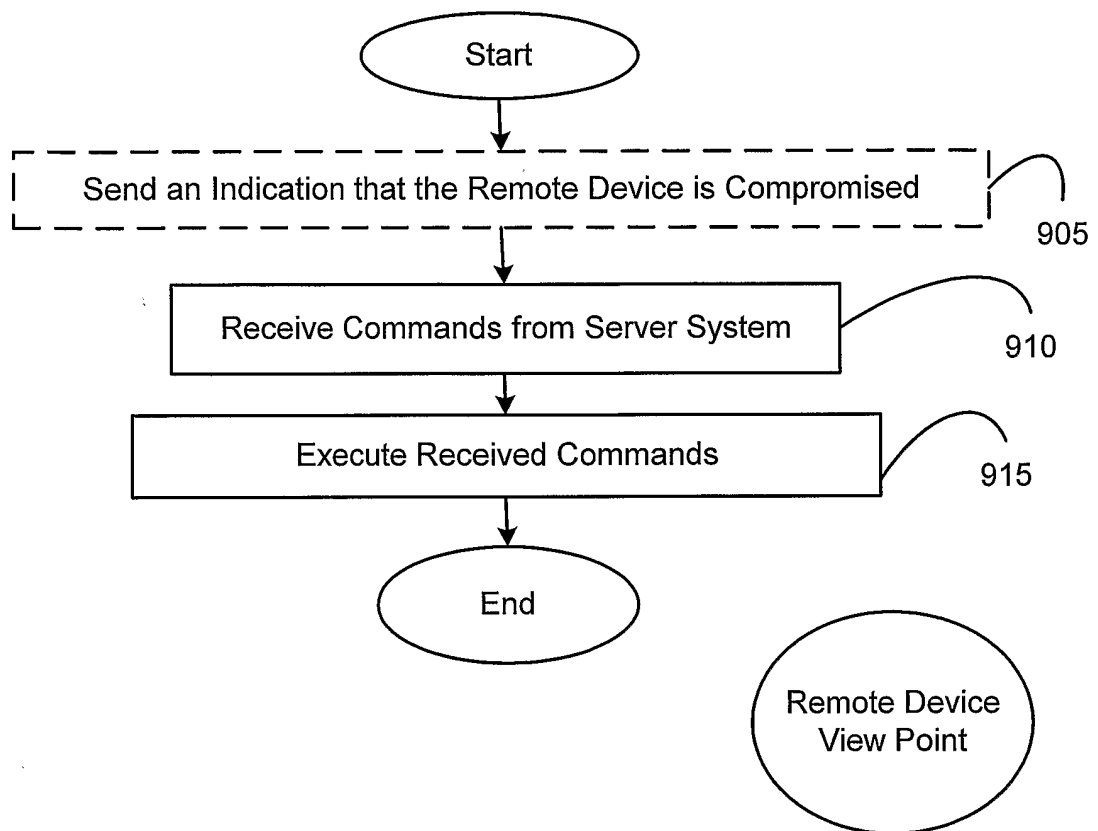 Start
Send an Indication that the Remote Device is Compromised
905
Receive Commands from Server System
910
Execute Received Commands
915
End
Remote Device
View Point